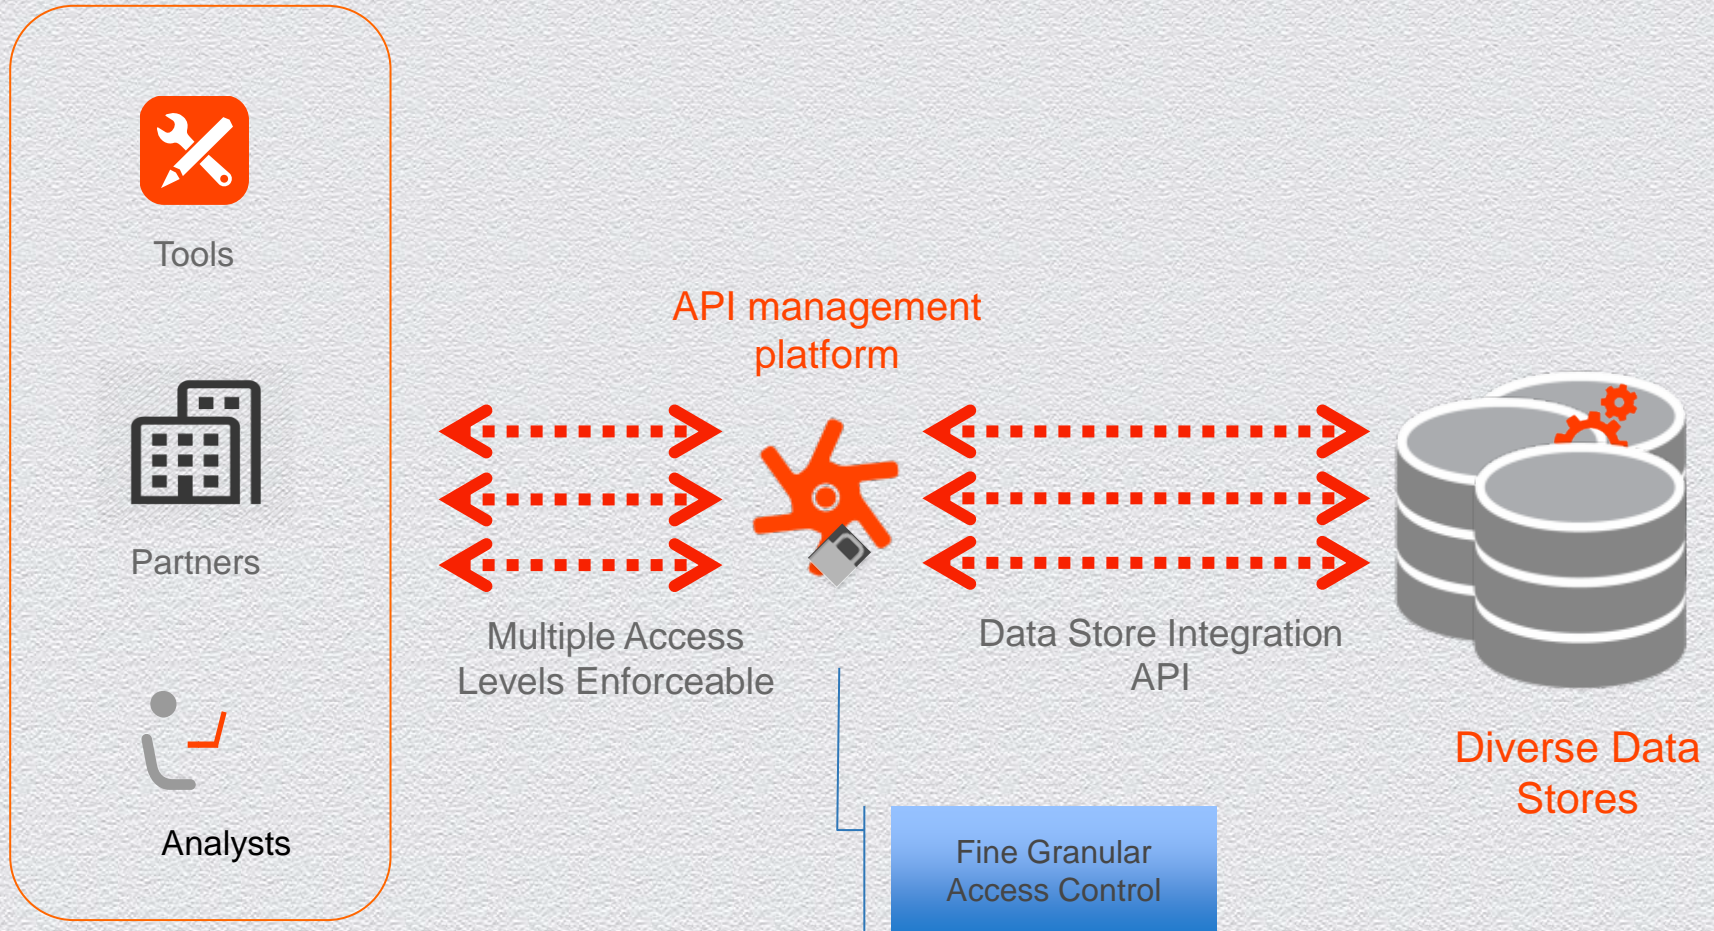 Tools
Partners
Analysts
API management
platform
Multiple Access
Levels Enforceable
Data Store Integration
API
Diverse Data
Stores
Fine Granular
Access Control